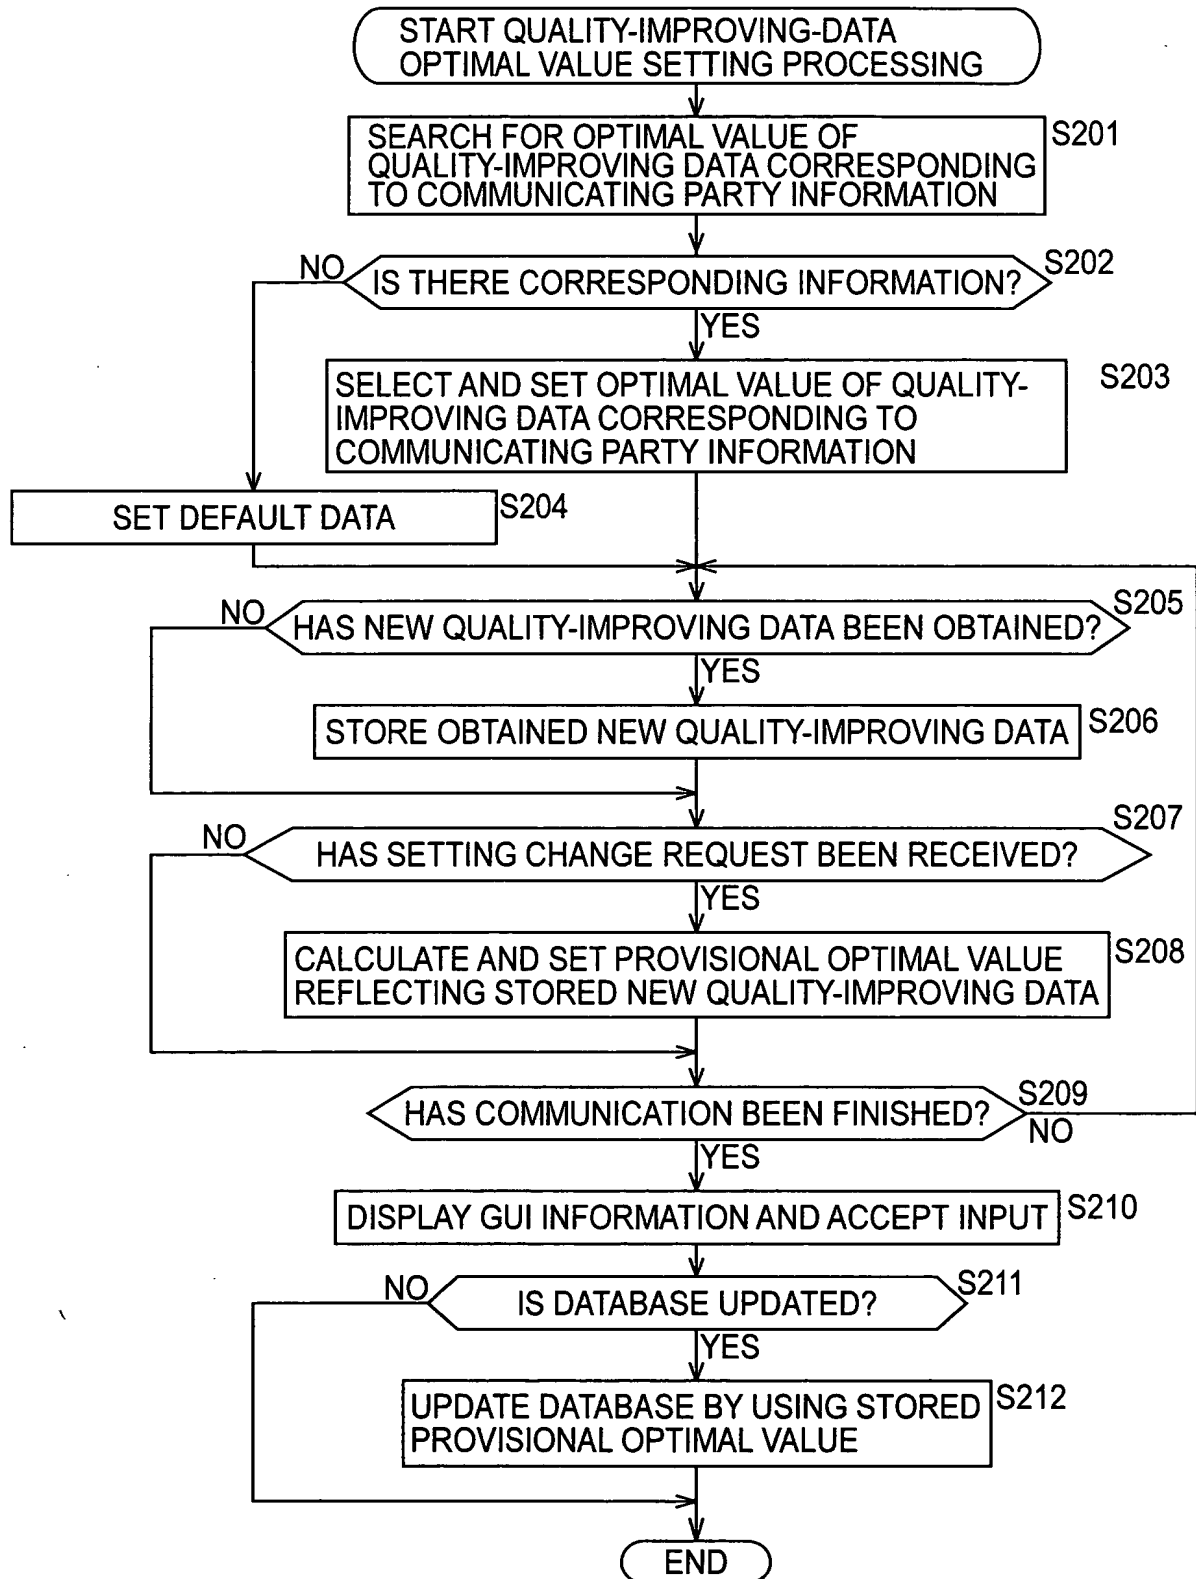 START QUALITY-IMPROVING-DATA
OPTIMAL VALUE SETTING PROCESSING
SEARCH FOR OPTIMAL VALUE OF
QUALITY-IMPROVING DATA CORRESPONDING
TO COMMUNICATING PARTY INFORMATION
S201
NO
IS THERE CORRESPONDING INFORMATION?
S202
YES
SELECT AND SET OPTIMAL VALUE OF QUALITY-
IMPROVING DATA CORRESPONDING TO
COMMUNICATING PARTY INFORMATION
S203
SET DEFAULT DATA
S204
NO
HAS NEW QUALITY-IMPROVING DATA BEEN OBTAINED?
S205
YES
STORE OBTAINED NEW QUALITY-IMPROVING DATA
S206
NO
HAS SETTING CHANGE REQUEST BEEN RECEIVED?
S207
YES
CALCULATE AND SET PROVISIONAL OPTIMAL VALUE
REFLECTING STORED NEW QUALITY-IMPROVING DATA
S208
HAS COMMUNICATION BEEN FINISHED?
S209
NO
YES
DISPLAY GUI INFORMATION AND ACCEPT INPUT
S210
NO
IS DATABASE UPDATED?
S211
YES
UPDATE DATABASE BY USING STORED
PROVISIONAL OPTIMAL VALUE
S212
END